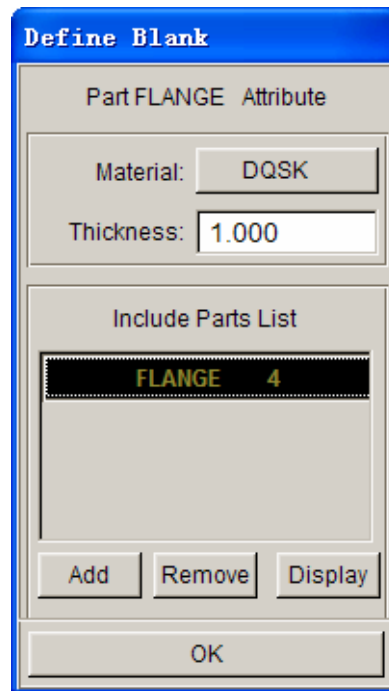 Define Blank
Part FLANGE Attribute
Material: DQSK
Thickness: 1.000
Include Parts List
FLANGE 4
Add Remove Display
OK